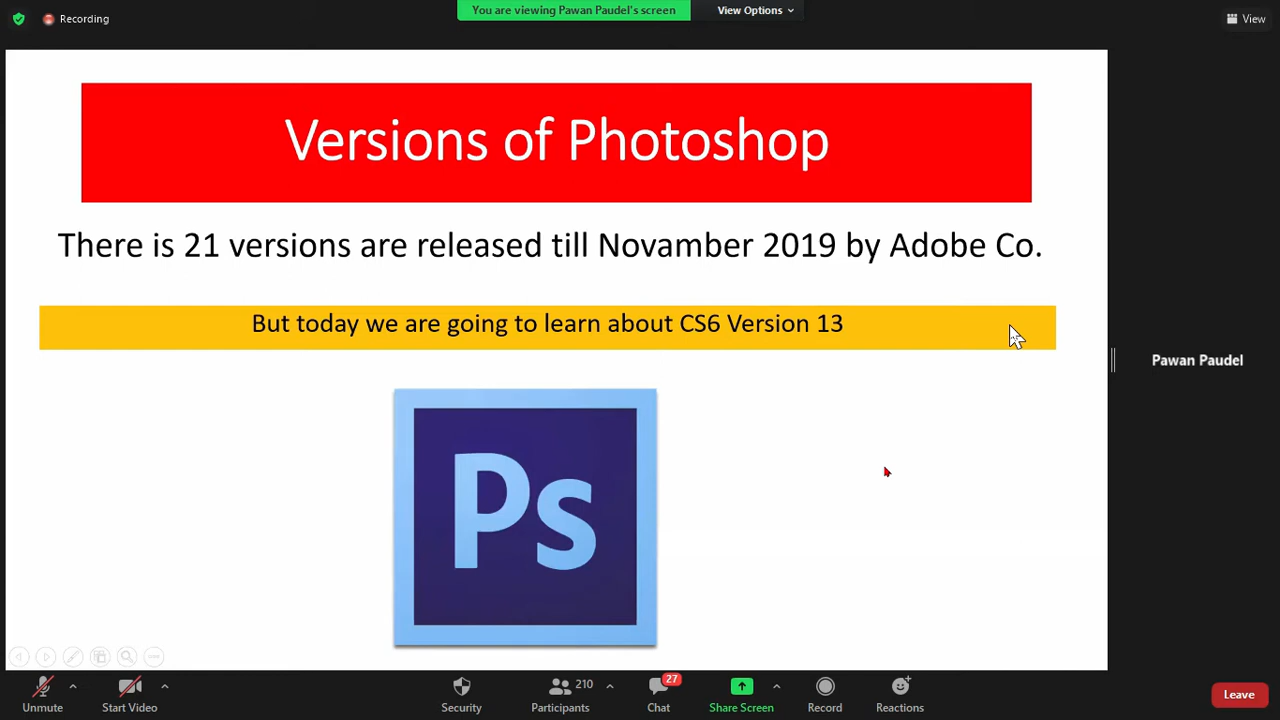 Recording
You are viewing Pawan Paudel's screen
View Options
View
Versions of Photoshop
There is 21 versions are released till Novamber 2019 by Adobe Co.
But today we are going to learn about CS6 Version 13
Ps
Pawan Paudel
Unmute
Start Video
Security
210
Participants
27
Chat
Share Screen
Record
Reactions
Leave